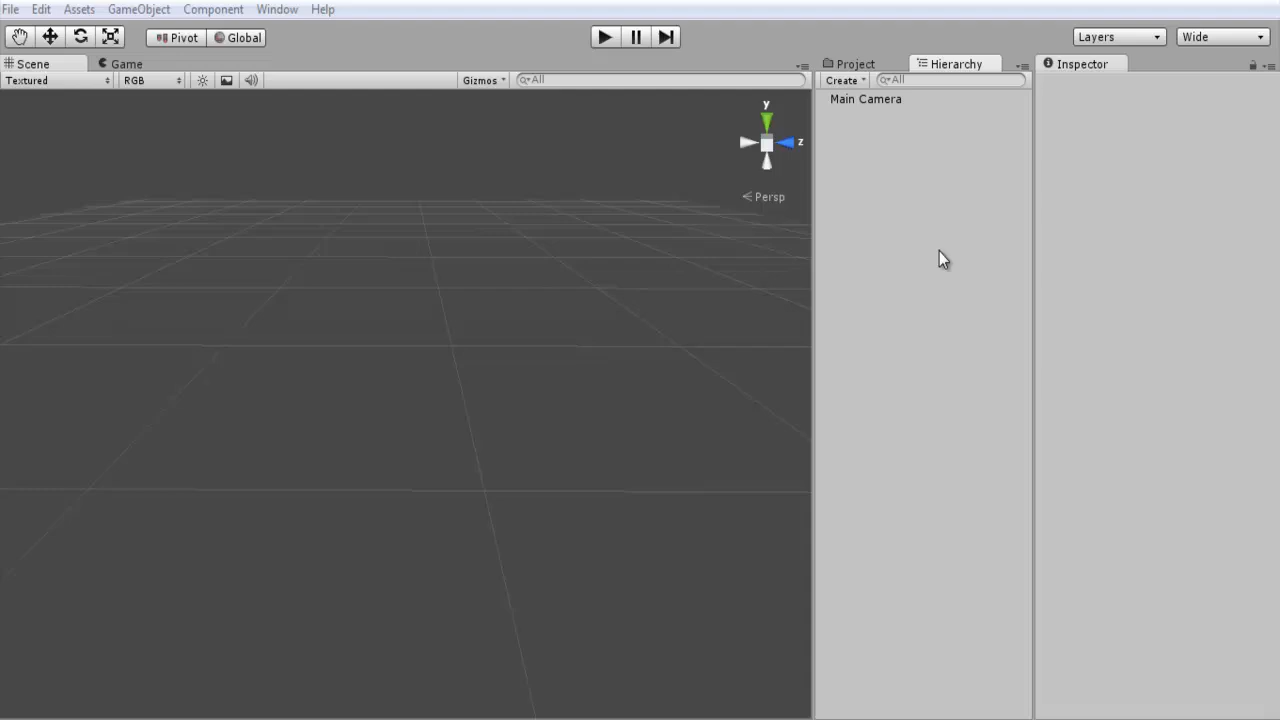 File Edit Assets GameObject Component Window Help
Pivot Global Layers Wide
Scene Game Project Hierarchy Inspector
Textured RGB Gizmos All Create All
Main Camera
y
z
Persp